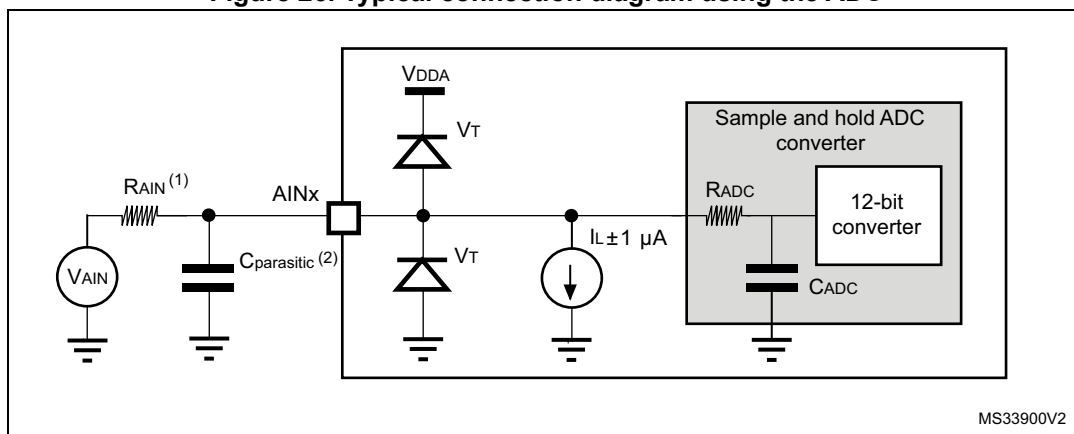 Figure Typical connection diagram using the ADC
VDDA
Sample and hold ADC
converter
VT
RAIN (1)
AINx
RADC
12-bit
converter
IL±1 µA
VT
Cparasitic (2)
VAIN
CADC
MS33900V2